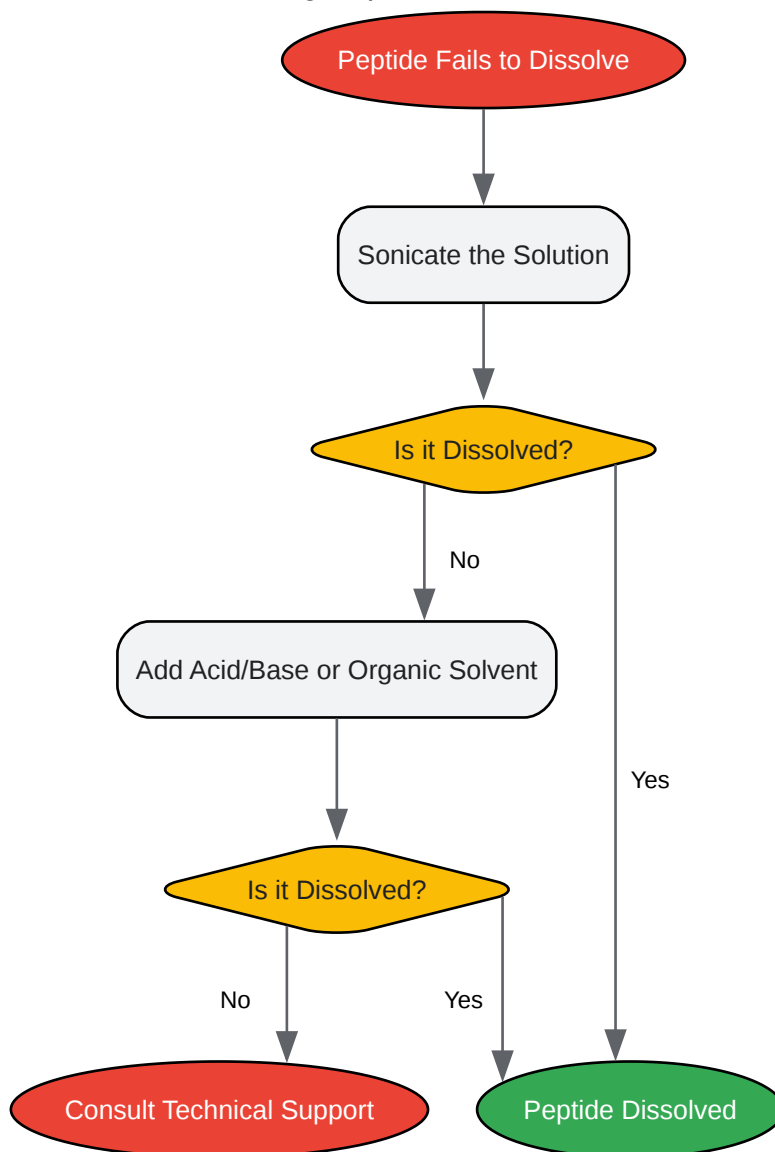 Peptide Fails to Dissolve
Sonicate the Solution
Is it Dissolved?
No
Add Acid/Base or Organic Solvent
Yes
Is it Dissolved?
No
Yes
Consult Technical Support
Peptide Dissolved